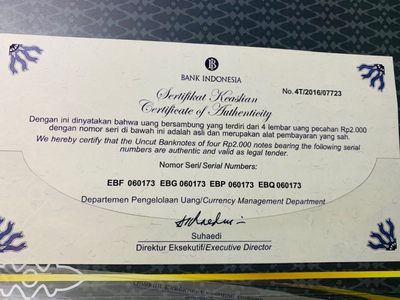 BANK INDONESIA
No. 4T/2016/07723
Sertifikat Keaslian
Certificate of Authenticity
Dengan ini dinyatakan bahwa uang bersambung yang terdiri dari 4 lembar uang pecahan Rp2.000
dengan nomor seri di bawah ini adalah asli dan merupakan alat pembayaran yang sah.
We hereby certify that the Uncut Banknotes of four Rp2.000 notes bearing the following serial
numbers are authentic and valid as legal tender.
Nomor Seri/Serial Numbers:
EBF 060173 EBG 060173 EBP 060173 EBQ 060173
Departemen Pengelolaan Uang/Currency Management Department
Suhaedi
Direktur Eksekutif/Executive Director